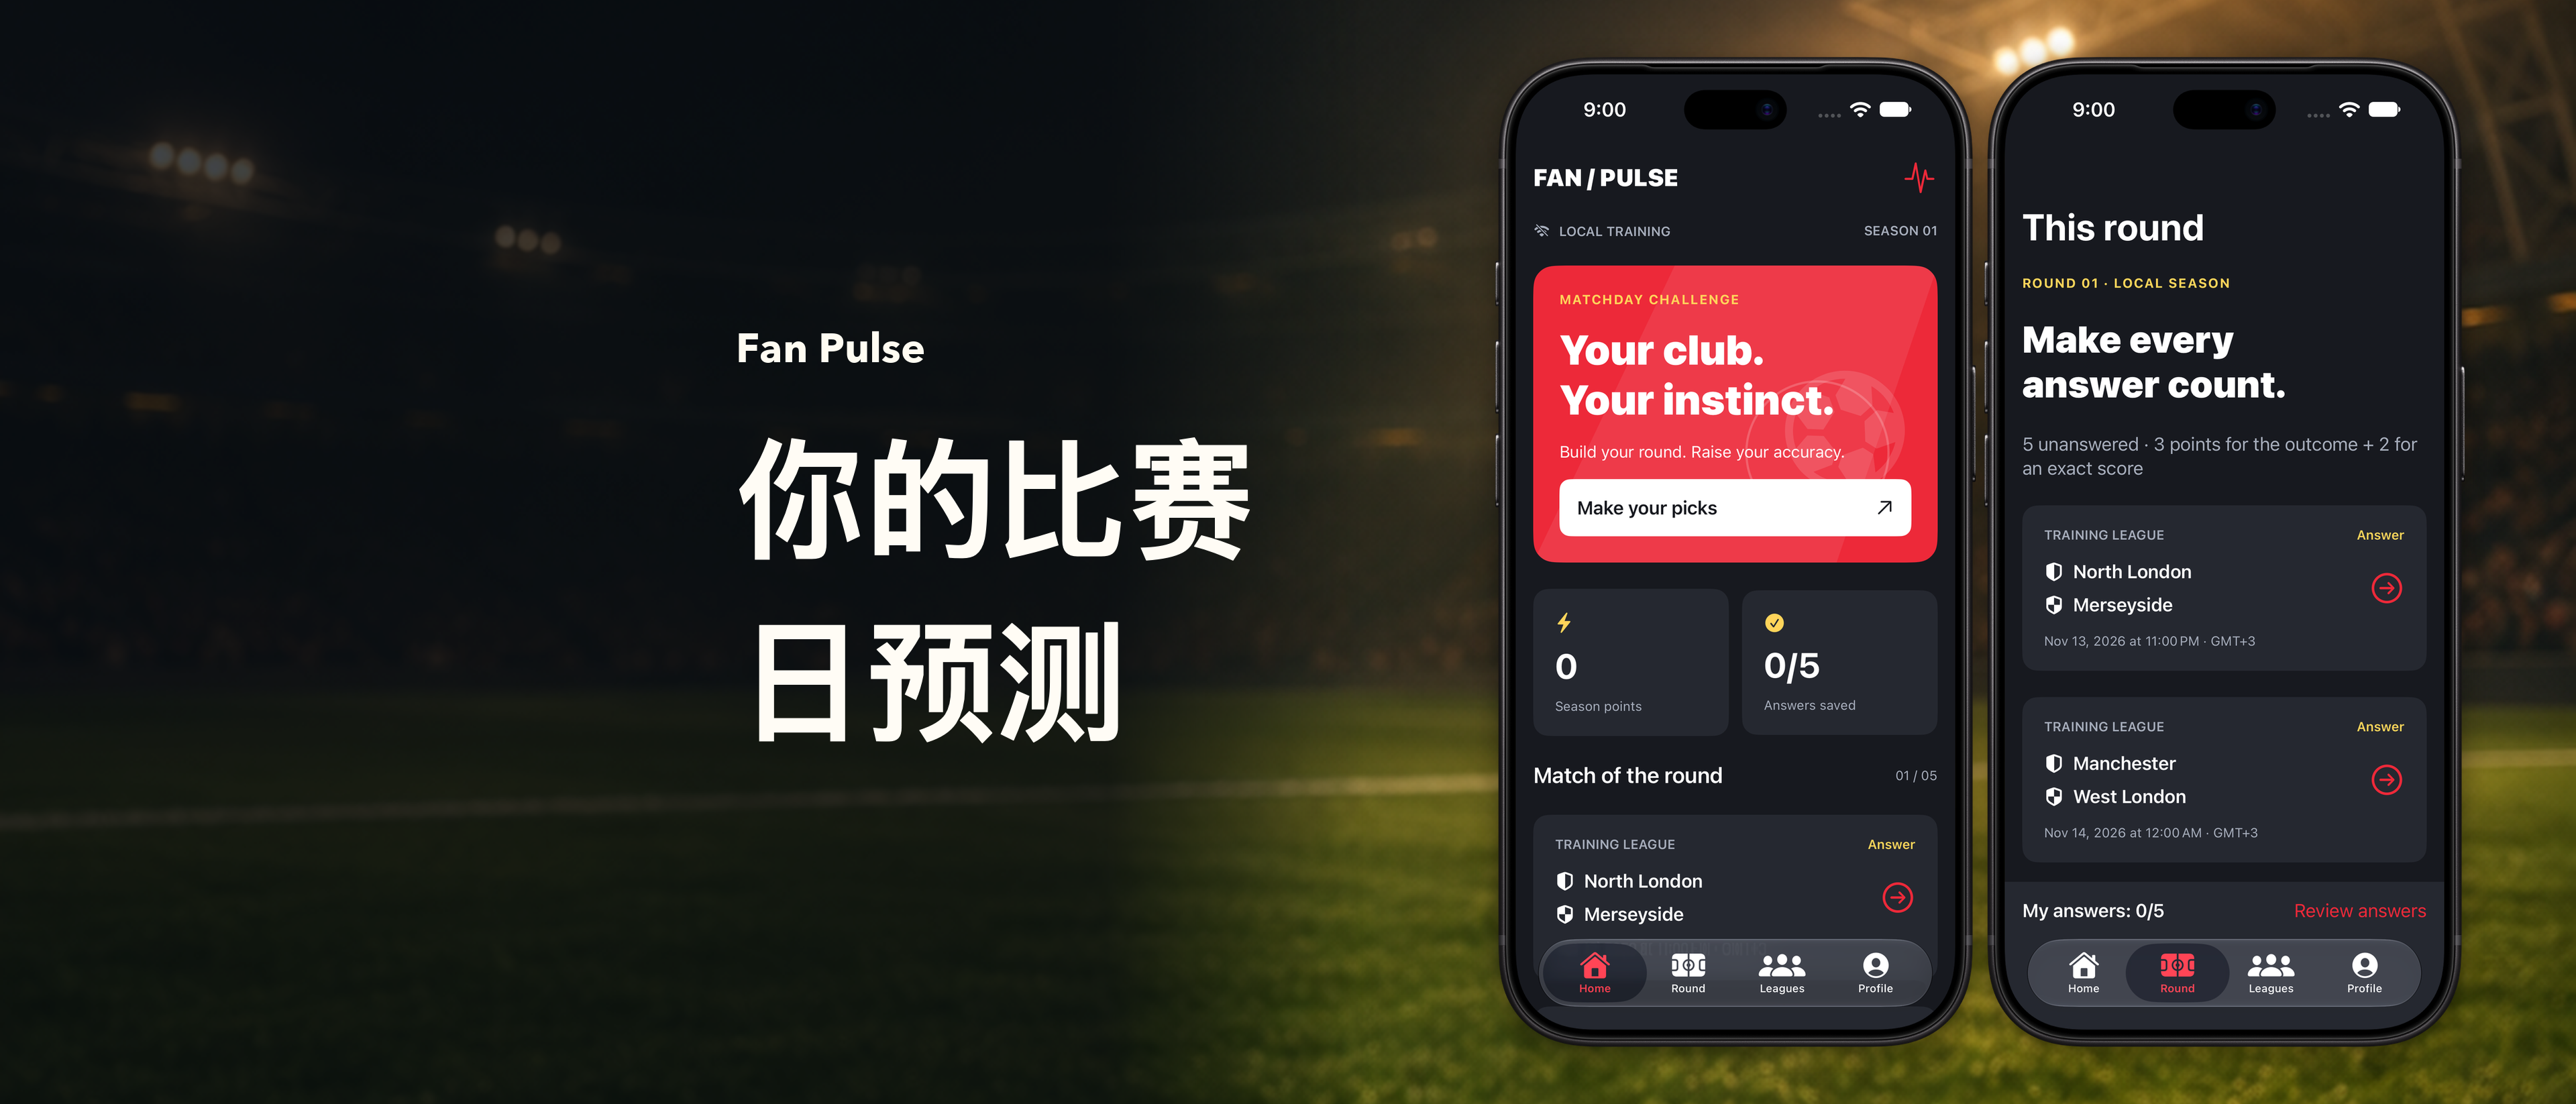 Fan Pulse
你的比赛
日预测
9:00
FAN / PULSE
LOCAL TRAINING
SEASON 01
MATCHDAY CHALLENGE
Your club.
Your instinct.
Build your round. Raise your accuracy.
Make your picks
0
Season points
0/5
Answers saved
Match of the round
01 / 05
TRAINING LEAGUE
Answer
North London
Merseyside
Home
Round
Leagues
Profile
9:00
This round
ROUND 01 · LOCAL SEASON
Make every
answer count.
5 unanswered · 3 points for the outcome + 2 for
an exact score
TRAINING LEAGUE
Answer
North London
Merseyside
Nov 13, 2026 at 11:00 PM · GMT+3
TRAINING LEAGUE
Answer
Manchester
West London
Nov 14, 2026 at 12:00 AM · GMT+3
My answers: 0/5
Review answers
Home
Round
Leagues
Profile